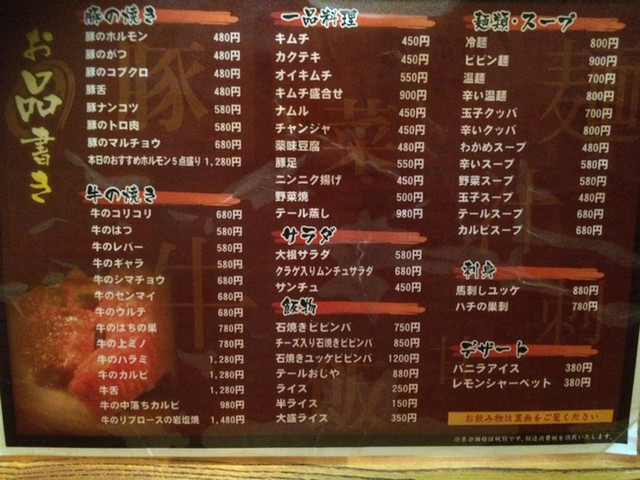 お品書き
豚の焼き
豚のホルモン 480円
豚のがつ 480円
豚のコブクロ 480円
豚舌 480円
豚ナンコツ 580円
豚のトロ肉 580円
豚のマルチョウ 680円
本日のおすすめホルモン5点盛り 1,280円
牛の焼き
牛のコリコリ 680円
牛のはつ 580円
牛のレバー 580円
牛のギャラ 580円
牛のシマチョウ 680円
牛のセンマイ 680円
牛のウルテ 680円
牛のはちの巣 780円
牛の上ミノ 780円
牛のハラミ 1,280円
牛のカルビ 1,280円
牛舌 1,280円
牛の中落ちカルビ 980円
牛のリブロースの岩塩焼 1,480円
一品料理
キムチ 450円
カクテキ 450円
オイキムチ 550円
キムチ盛合せ 900円
ナムル 450円
チャンジャ 450円
薬味豆腐 480円
豚足 550円
ニンニク揚げ 450円
野菜焼 500円
テール蒸し 980円
サラダ
大根サラダ 580円
クラゲ入りムンチュサラダ 680円
サンチュ 450円
飯物
石焼きビビンバ 750円
チーズ入り石焼きビビンバ 850円
石焼きユッケビビンバ 1200円
テールおじや 880円
ライス 250円
半ライス 150円
大盛ライス 350円
麺類・スープ
冷麺 800円
ビビン麺 900円
温麺 700円
辛い温麺 800円
玉子クッパ 700円
辛いクッパ 800円
わかめスープ 480円
辛いスープ 580円
野菜スープ 580円
玉子スープ 480円
テールスープ 680円
カルビスープ 680円
刺身
馬刺しユッケ 880円
ハチの巣刺 780円
デザート
バニラアイス 380円
レモンシャーベット 380円
お飲み物は裏面をご覧ください
※表示価格は税別です。別途消費税を頂戴いたします。